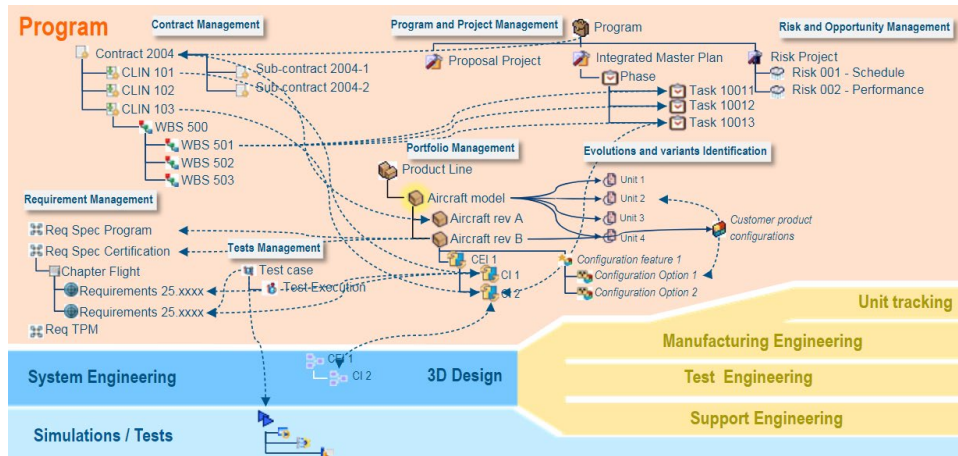 Program
Contract Management
Contract 2004
CLIN 101
CLIN 102
CLIN 103
Sub-contract 2004-1
Sub-contract 2004-2
WBS 500
WBS 501
WBS 502
WBS 503
Program and Project Management
Program
Proposal Project
Integrated Master Plan
Phase
Task 10011
Task 10012
Task 10013
Risk and Opportunity Management
Risk Project
Risk 001 - Schedule
Risk 002 - Performance
Portfolio Management
Product Line
Aircraft model
Aircraft rev A
Aircraft rev B
CEI 1
CI 1
CI 2
Evolutions and variants Identification
Unit 1
Unit 2
Unit 3
Unit 4
Customer product
configurations
Configuration feature 1
Configuration Option 1
Configuration Option 2
Requirement Management
Req Spec Program
Req Spec Certification
Chapter Flight
Requirements 25.xxxx
Requirements 25.xxxx
Req TPM
Tests Management
Test case
Test Execution
Unit tracking
Manufacturing Engineering
Test Engineering
Support Engineering
System Engineering
CEI 1
CI 2
3D Design
Simulations / Tests